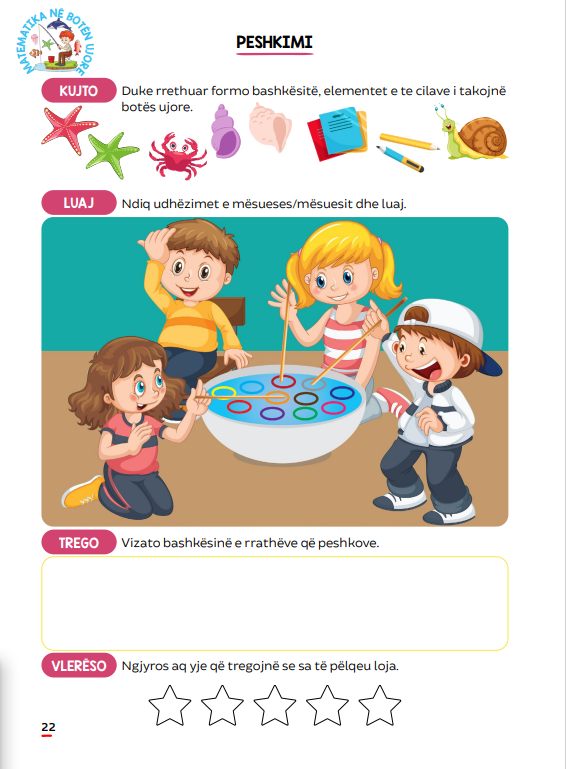 MATEMATIKA NË BOTËN UJORE
PESHKIMI
KUJTO
Duke rrethuar formo bashkësitë, elementet e te cilave i takojnë
botës ujore.
LUAJ
Ndiq udhëzimet e mësueses/mësuesit dhe luaj.
TREGO
Vizato bashkësinë e rrathëve që peshkove.
VLERËSO
Ngjyros aq yje që tregojnë se sa të pëlqeu loja.
22